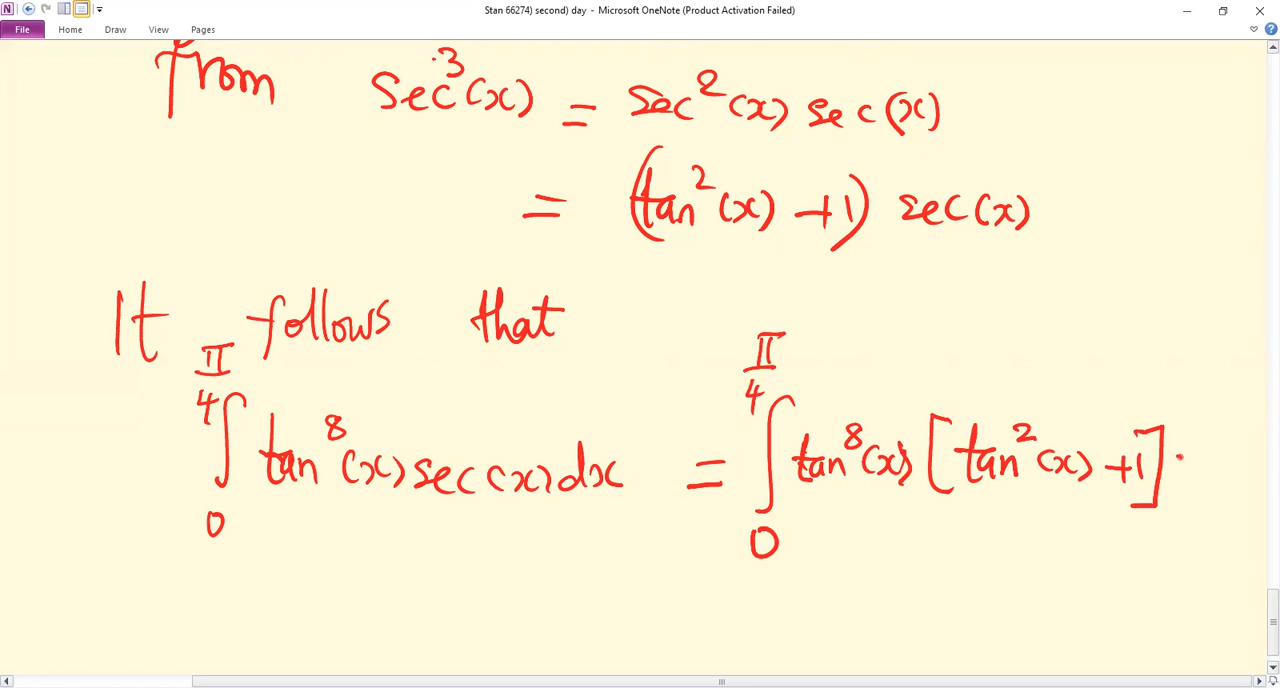 Stan 66274) second) day - Microsoft OneNote (Product Activation Failed)
File Home Draw View Pages
from sec³(x) = sec²(x) sec(x)
= (tan²(x) +1) sec(x)
It follows that
∫₀^(π/4) tan⁸(x) sec(x) dx = ∫₀^(π/4) tan⁸(x) [tan²(x) +1] .